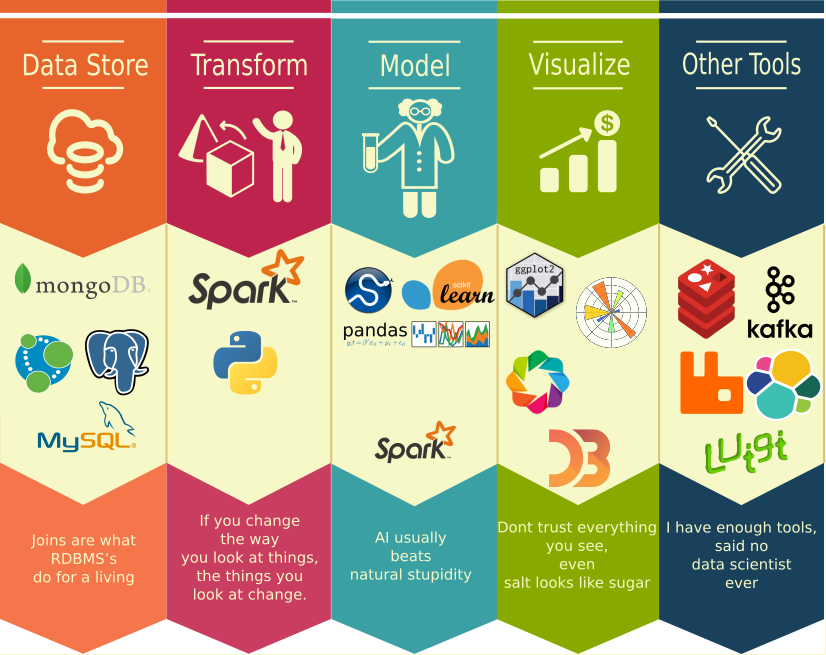 Data Store
Transform
Model
Visualize
Other Tools
$
mongoDB®
MySQL®
Spark™
scikit
learn
pandas
Spark™
ggplot2
D3
kafka
Luigi
Joins are what
RDBMS’s
do for a living
If you change
the way
you look at things,
the things you
look at change.
AI usually
beats
natural stupidity
Dont trust everything
you see,
even
salt looks like sugar
I have enough tools,
said no
data scientist
ever